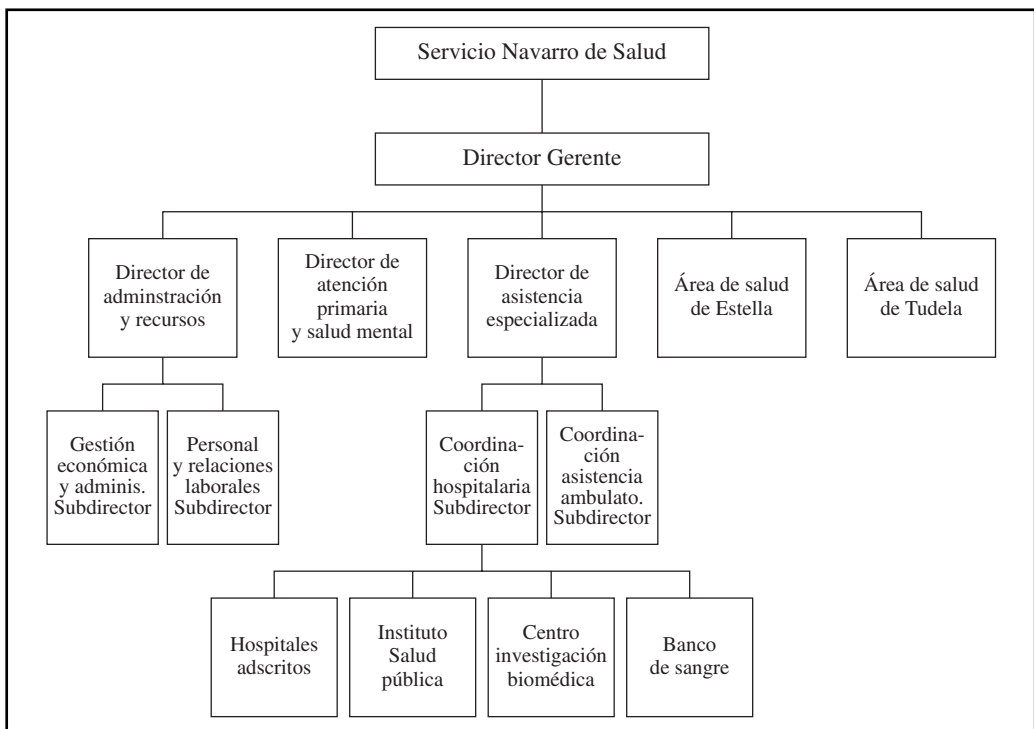 Servicio Navarro de Salud
Director Gerente
Director de
adminstración
y recursos
Director de
atención
primaria
y salud mental
Director de
asistencia
especializada
Área de salud
de Estella
Área de salud
de Tudela
Gestión
económica
y adminis.
Subdirector
Personal
y relaciones
laborales
Subdirector
Coordina-
ción
hospitalaria
Subdirector
Coordina-
ción
asistencia
ambulato.
Subdirector
Hospitales
adscritos
Instituto
Salud
pública
Centro
investigación
biomédica
Banco
de sangre